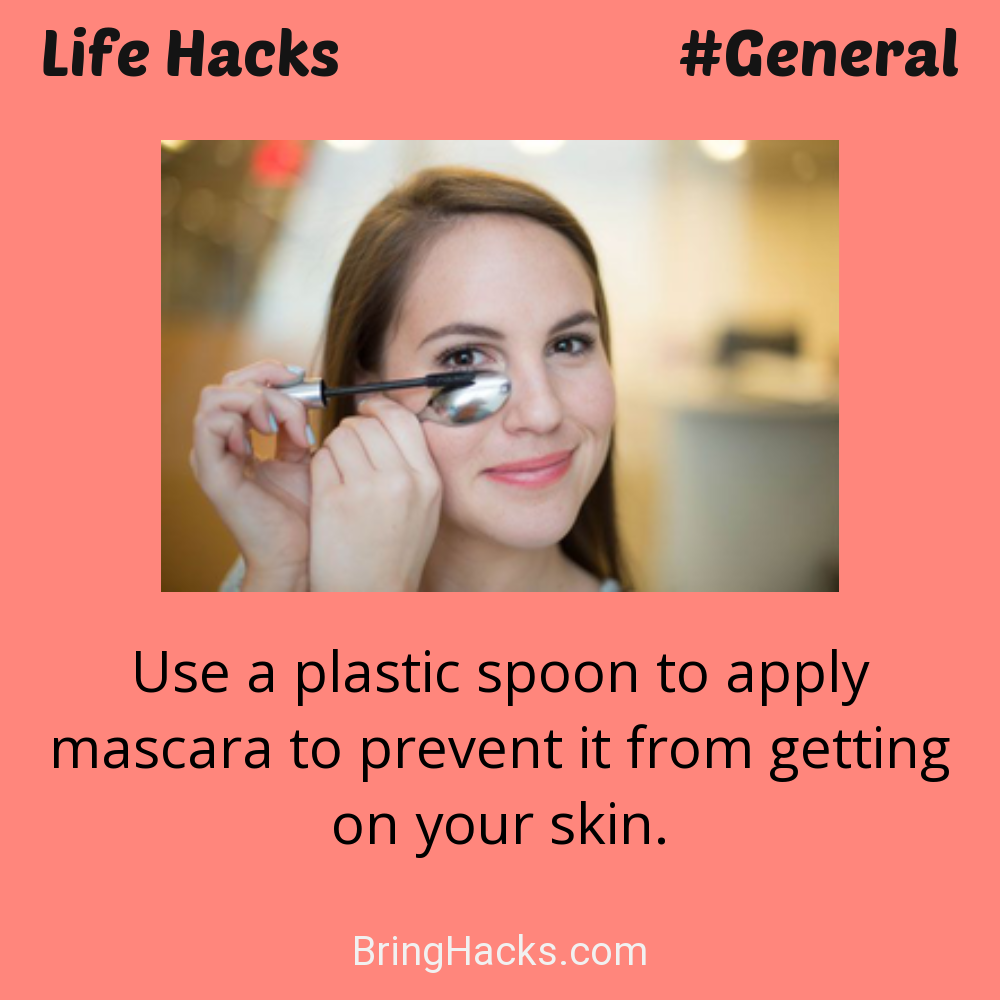 Life Hacks #General
Use a plastic spoon to apply
mascara to prevent it from getting
on your skin.
BringHacks.com